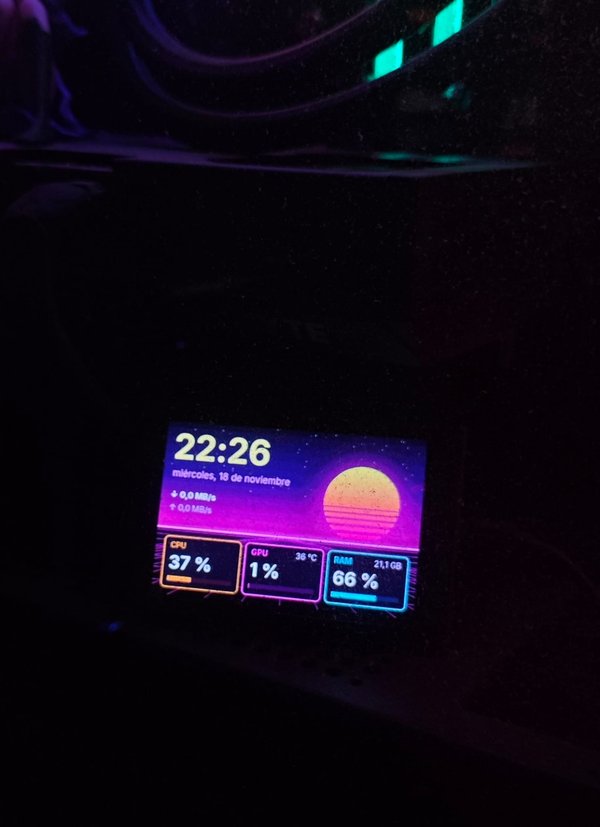 22:26
miércoles, 18 de noviembre
↓ 0,0 MB/s
↑ 0,0 MB/s
CPU
37 %
GPU 36 °C
1 %
RAM 21,1 GB
66 %